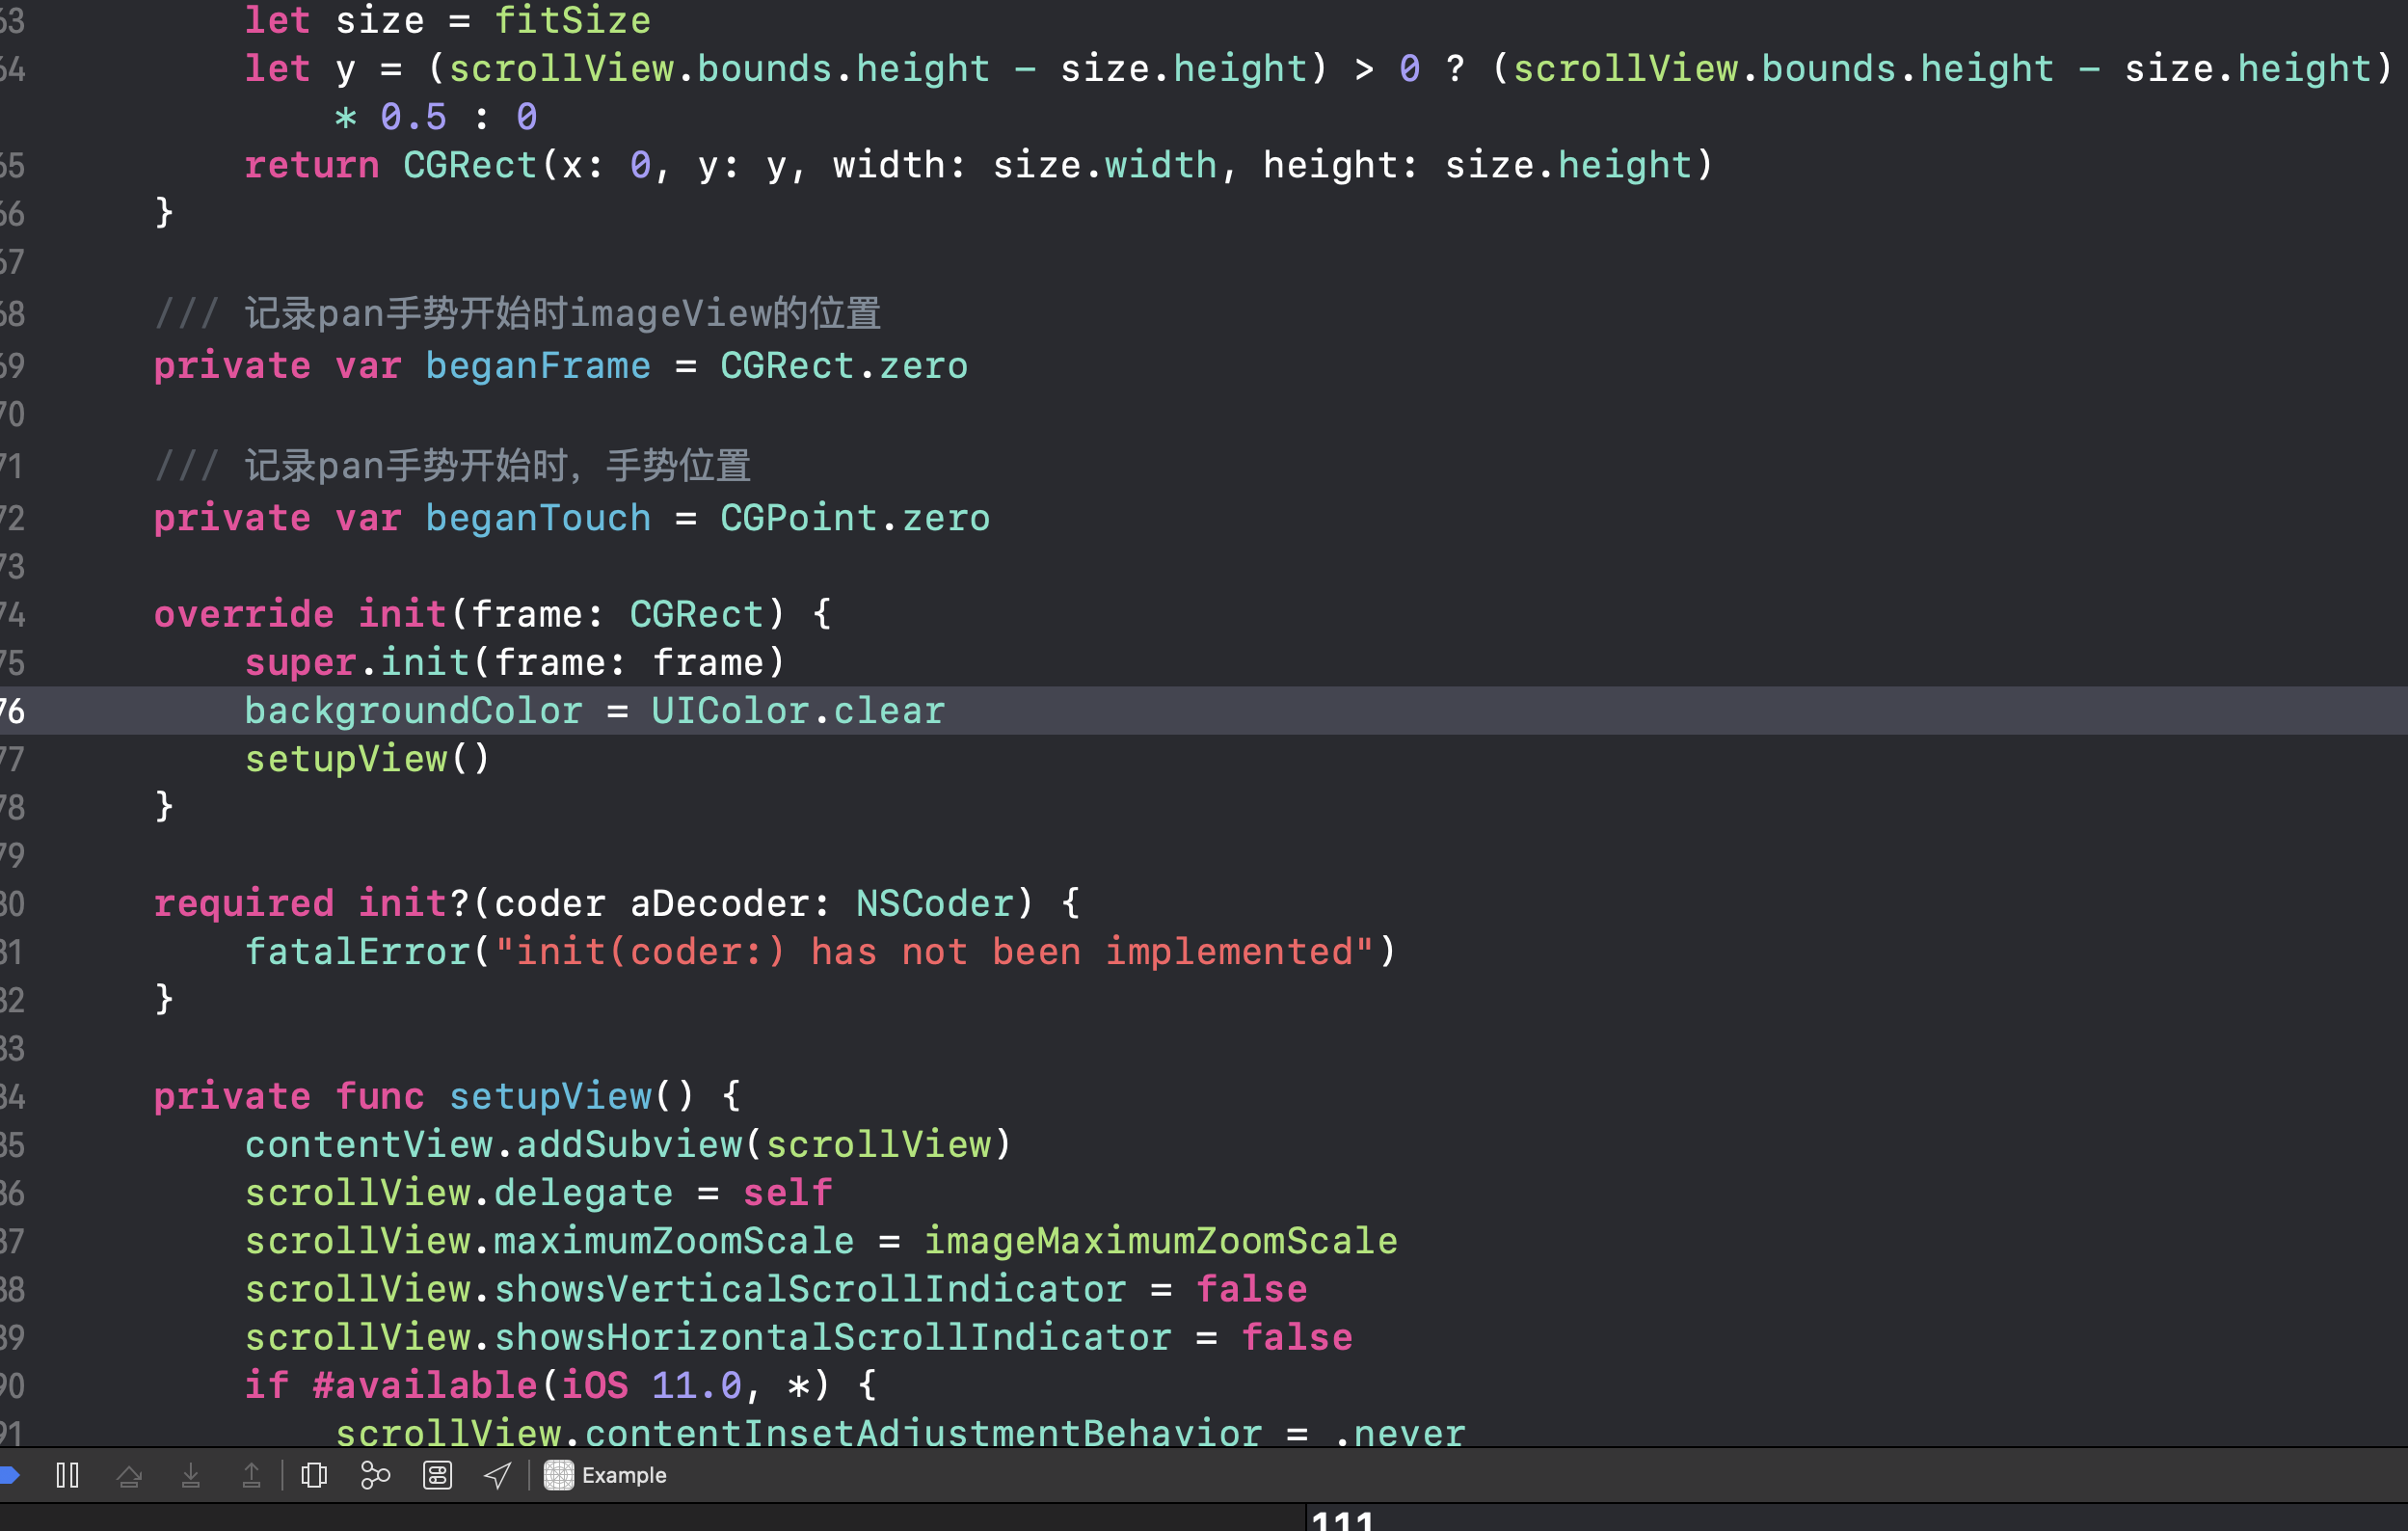 63 let size = fitSize
64 let y = (scrollView.bounds.height - size.height) > 0 ? (scrollView.bounds.height - size.height)
* 0.5 : 0
65 return CGRect(x: 0, y: y, width: size.width, height: size.height)
66 }
67
68 /// 记录pan手势开始时imageView的位置
69 private var beganFrame = CGRect.zero
70
71 /// 记录pan手势开始时，手势位置
72 private var beganTouch = CGPoint.zero
73
74 override init(frame: CGRect) {
75 super.init(frame: frame)
76 backgroundColor = UIColor.clear
77 setupView()
78 }
79
80 required init?(coder aDecoder: NSCoder) {
81 fatalError("init(coder:) has not been implemented")
82 }
83
84 private func setupView() {
85 contentView.addSubview(scrollView)
86 scrollView.delegate = self
87 scrollView.maximumZoomScale = imageMaximumZoomScale
88 scrollView.showsVerticalScrollIndicator = false
89 scrollView.showsHorizontalScrollIndicator = false
90 if #available(iOS 11.0, *) {
91 scrollView.contentInsetAdjustmentBehavior = .never
Example
111